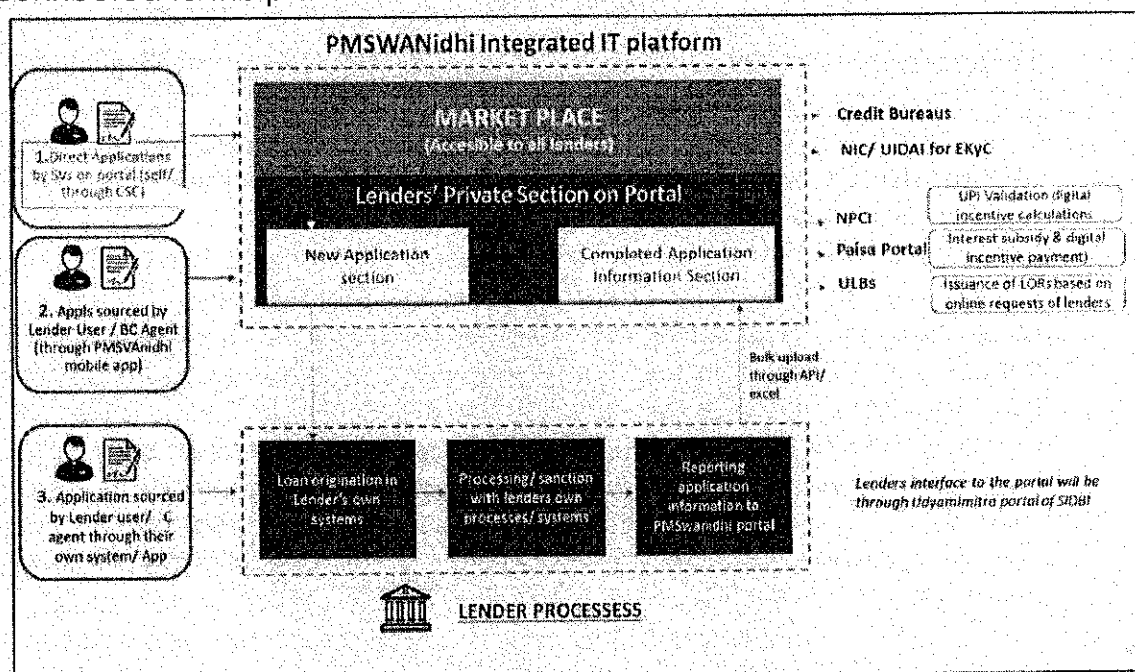 PMSWANidhi Integrated IT platform
1.Direct Applications
by SVs on portal (self/
through CSC)
2. Appls sourced by
Lender User / BC Agent
(through PMSVAnidhi
mobile app)
3. Application sourced
by Lender user/ C
agent through their
own system/ App
MARKET PLACE
(Accesible to all lenders)
Lenders' Private Section on Portal
New Application
section
Completed Application
Information Section
Credit Bureaus
NIC/ UIDAI for EKyC
NPCI
UPI Validation digital
incentive calculations
Paisa Portal
Interest subsidy & digital
incentive payment)
ULBs
Issuance of LORs based on
online requests of lenders
Bulk upload
through API/
excel
Loan origination in
Lender's own
systems
Processing/ sanction
with lenders own
processes/ systems
Reporting
application
information to
PMSwanidhi portal
Lenders interface to the portal will be
through Udyamimitra portal of SIDBI
LENDER PROCESSESS